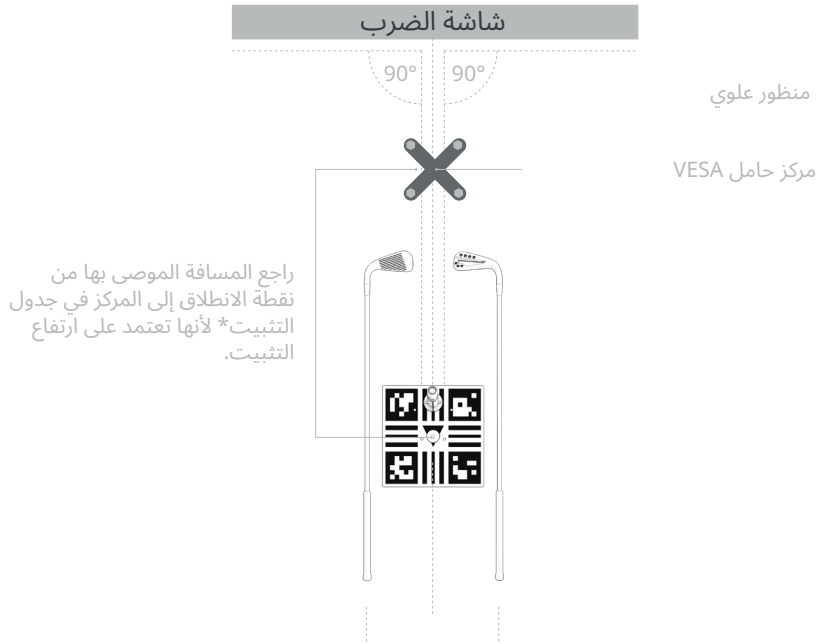 شاشة الضرب
90°
90°
منظور علوي
مركز حامل VESA
راجع المسافة الموصى بها من
نقطة الانطلاق إلى المركز في جدول
التثبيت* لأنها تعتمد على ارتفاع
التثبيت.